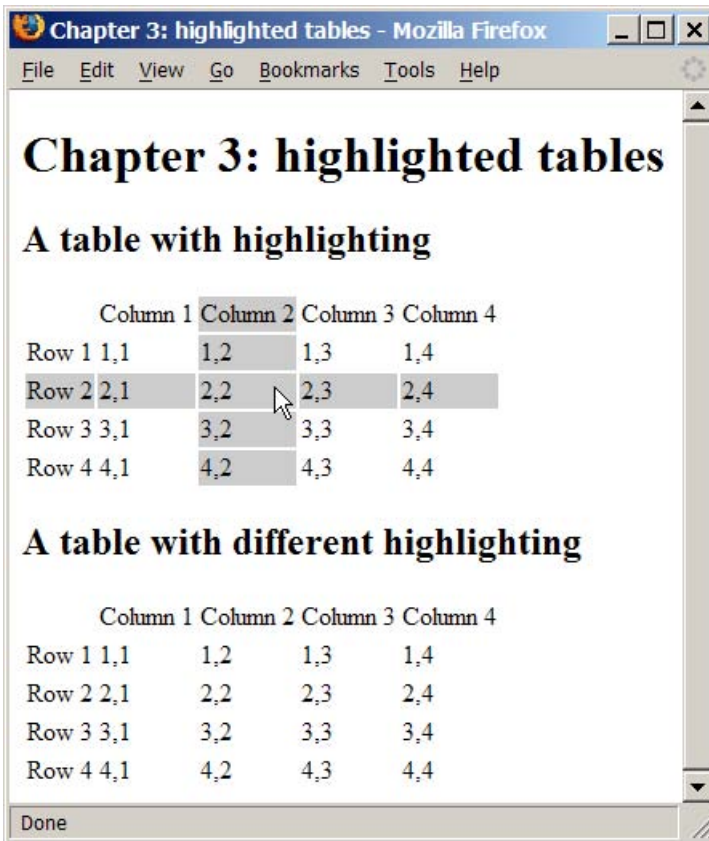 Chapter 3: highlighted tables - Mozilla Firefox
File Edit View Go Bookmarks Tools Help
Chapter 3: highlighted tables
A table with highlighting
Column 1 Column 2 Column 3 Column 4
Row 1 1,1 1,2 1,3 1,4
Row 2 2,1 2,2 2,3 2,4
Row 3 3,1 3,2 3,3 3,4
Row 4 4,1 4,2 4,3 4,4
A table with different highlighting
Column 1 Column 2 Column 3 Column 4
Row 1 1,1 1,2 1,3 1,4
Row 2 2,1 2,2 2,3 2,4
Row 3 3,1 3,2 3,3 3,4
Row 4 4,1 4,2 4,3 4,4
Done